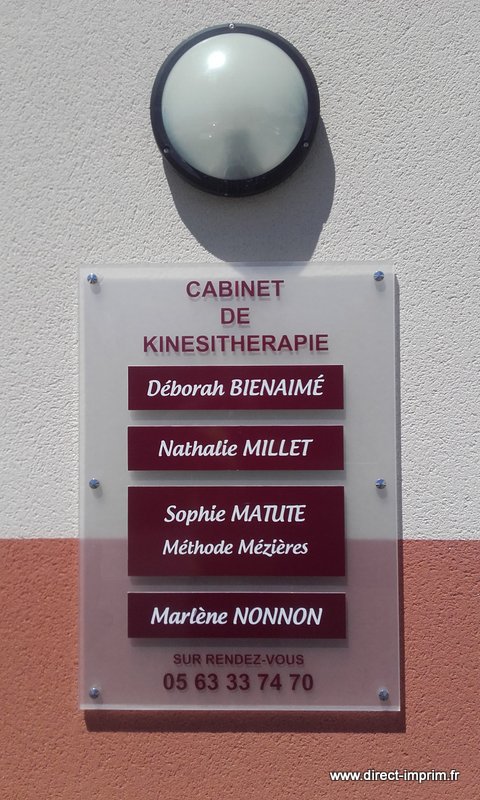 CABINET
DE
KINESITHERAPIE
Déborah BIENAIMÉ
Nathalie MILLET
Sophie MATUTE
Méthode Mézières
Marlène NONNON
SUR RENDEZ-VOUS
05 63 33 74 70
www.direct-imprim.fr